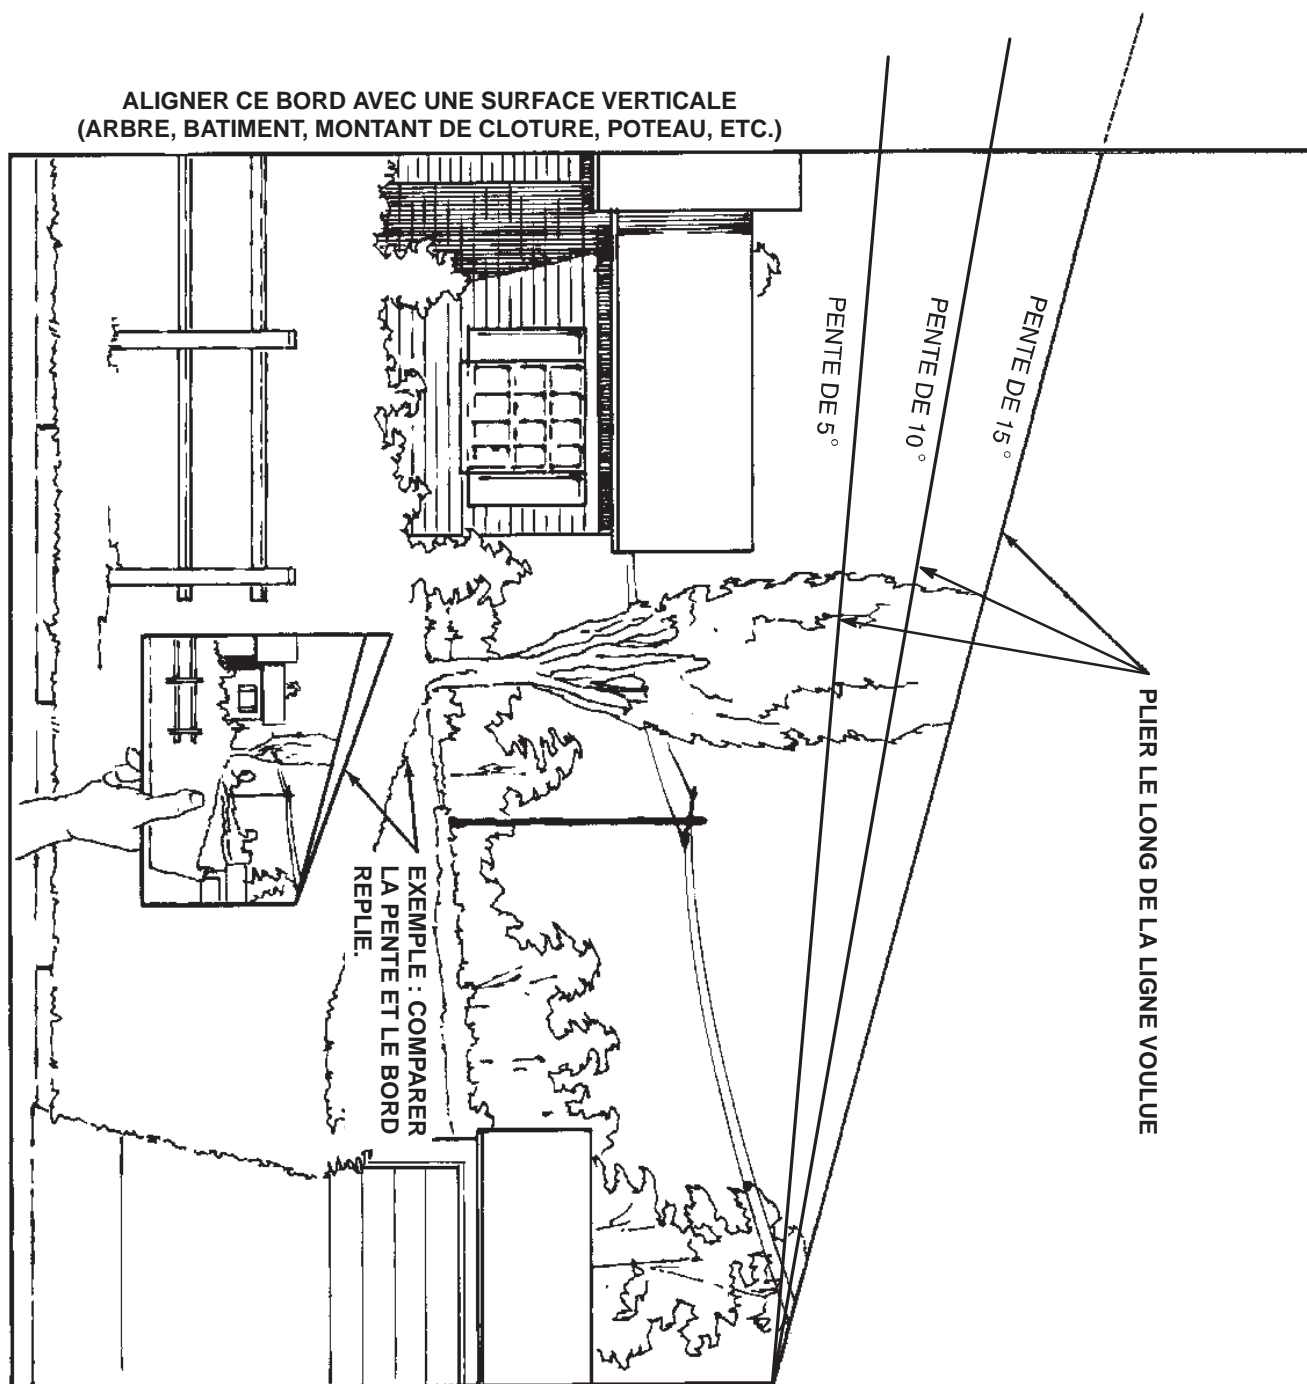 ALIGNER CE BORD AVEC UNE SURFACE VERTICALE
(ARBRE, BATIMENT, MONTANT DE CLOTURE, POTEAU, ETC.)
PENTE DE 5°
PENTE DE 10°
PENTE DE 15°
PLIER LE LONG DE LA LIGNE VOULUE
EXEMPLE : COMPARER
LA PENTE ET LE BORD
REPLIE.